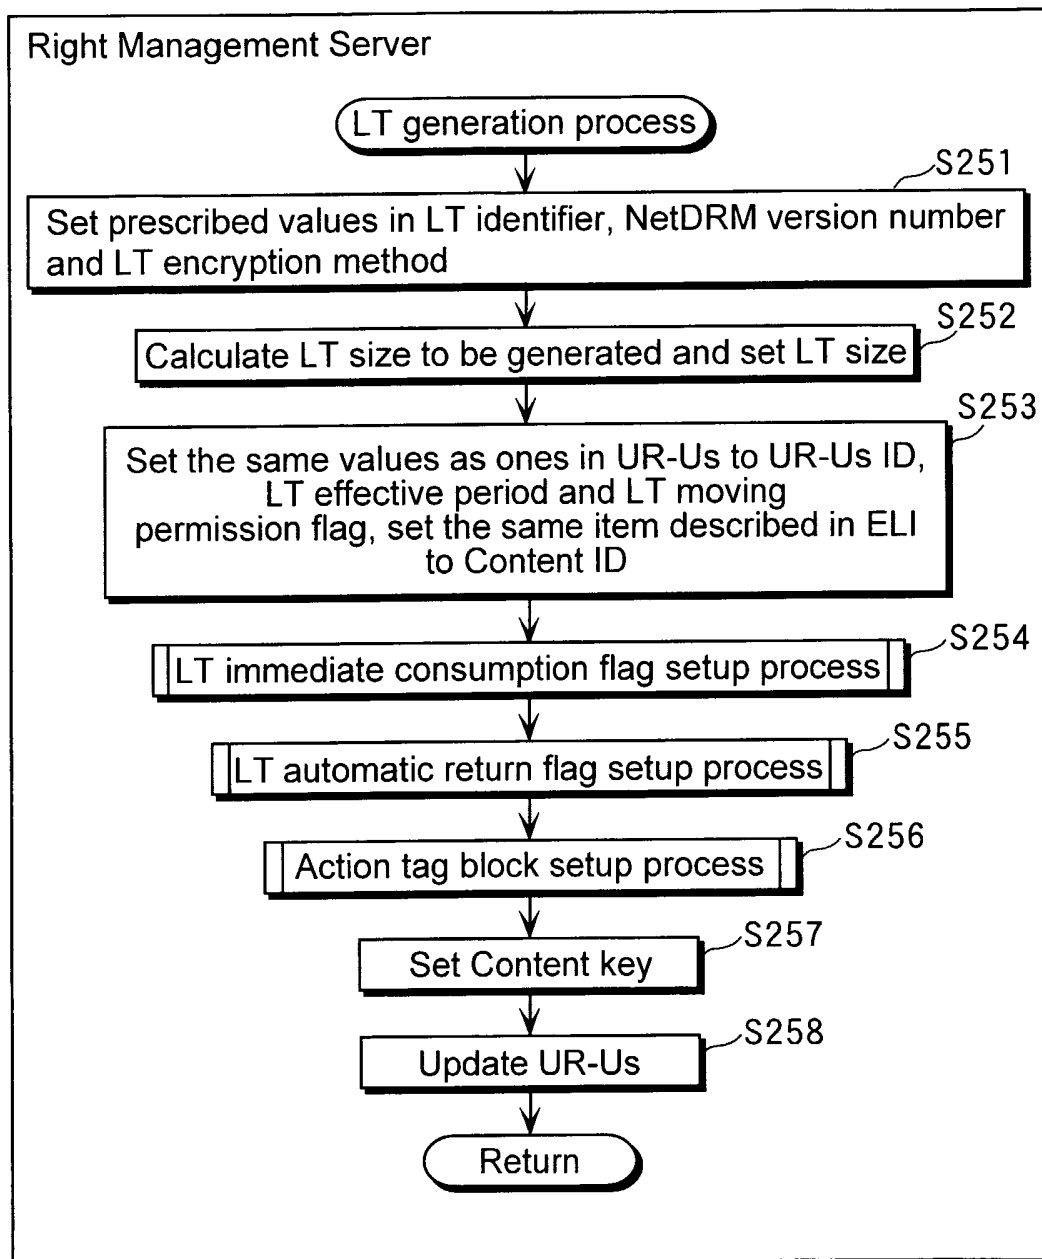 Right Management Server
LT generation process
S251
Set prescribed values in LT identifier, NetDRM version number
and LT encryption method
S252
Calculate LT size to be generated and set LT size
S253
Set the same values as ones in UR-Us to UR-Us ID,
LT effective period and LT moving
permission flag, set the same item described in ELI
to Content ID
S254
LT immediate consumption flag setup process
S255
LT automatic return flag setup process
S256
Action tag block setup process
S257
Set Content key
S258
Update UR-Us
Return